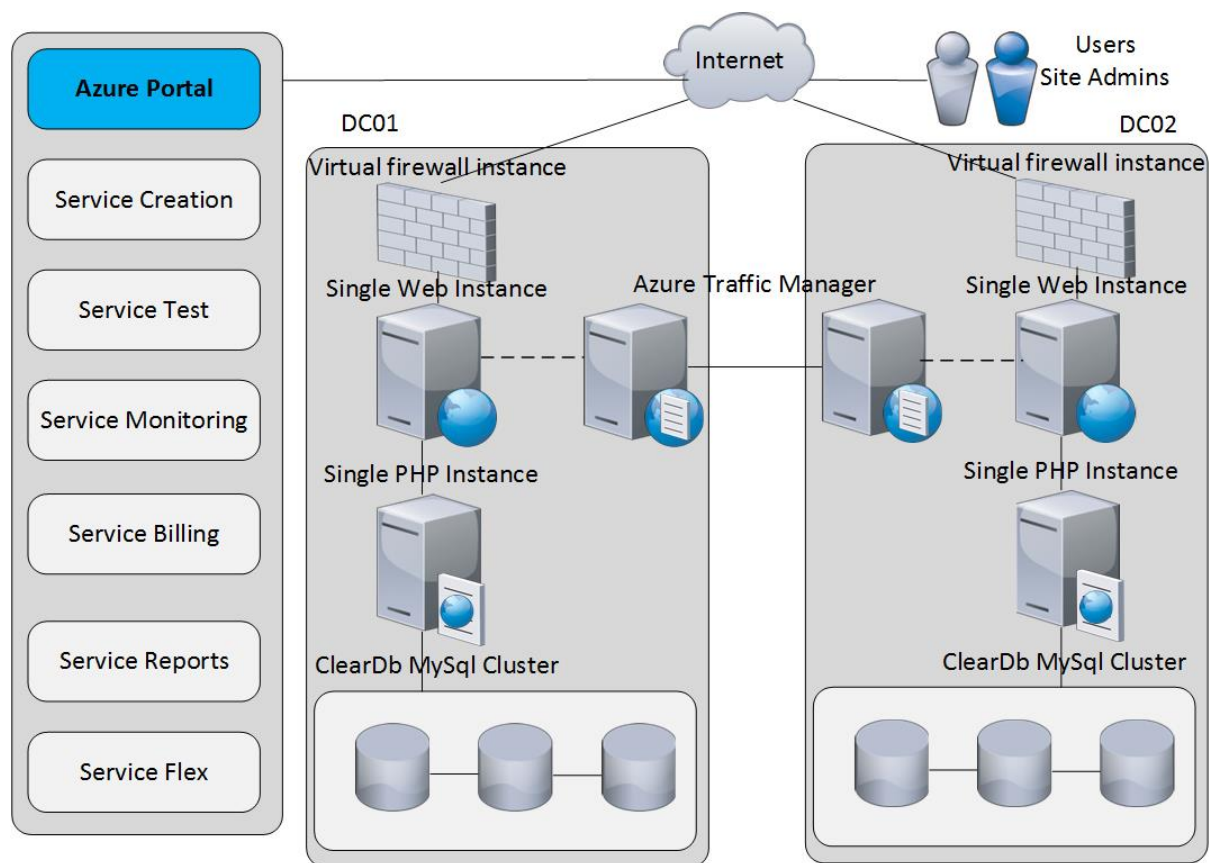 Azure Portal
Service Creation
Service Test
Service Monitoring
Service Billing
Service Reports
Service Flex
Internet
Users
Site Admins
DC01
Virtual firewall instance
Single Web Instance
Azure Traffic Manager
Single PHP Instance
ClearDb MySql Cluster
DC02
Virtual firewall instance
Single Web Instance
Single PHP Instance
ClearDb MySql Cluster